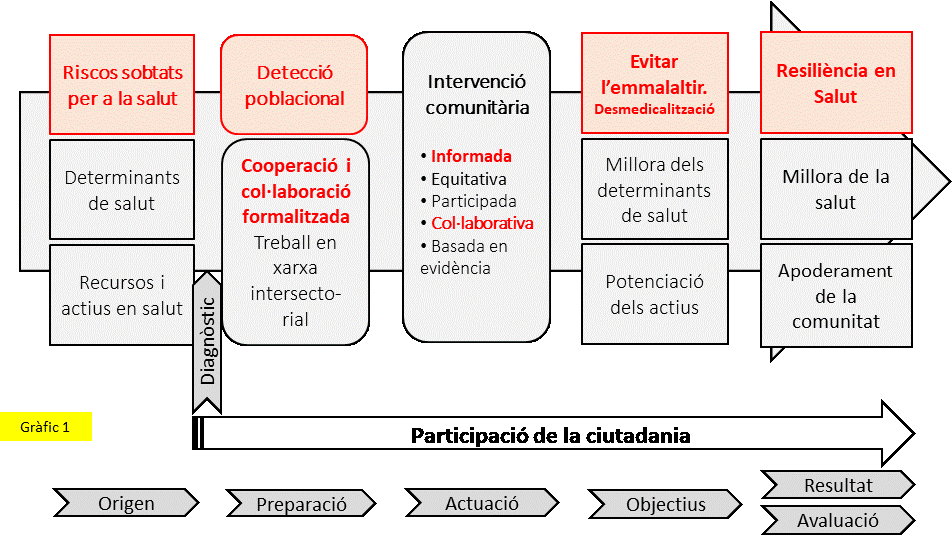 Riscos sobtats
per a la salut
Determinants
de salut
Recursos i
actius en salut
Detecció
poblacional
Cooperació i
col·laboració
formalitzada
Treball en
xarxa
intersecto-
rial
Intervenció
comunitària
• Informada
• Equitativa
• Participada
• Col·laborativa
• Basada en
evidència
Evitar
l'emmalaltir.
Desmedicalització
Millora dels
determinants
de salut
Potenciació
dels actius
Resiliència en
Salut
Millora de la
salut
Apoderament
de la
comunitat
Diagnòstic
Gràfic 1
Participació de la ciutadania
Origen
Preparació
Actuació
Objectius
Resultat
Avaluació